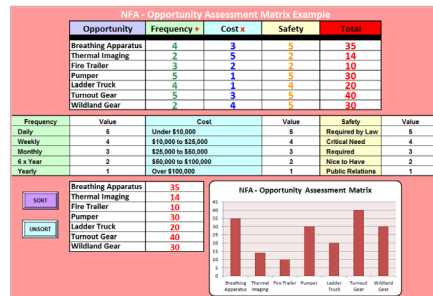 NFA - Opportunity Assessment Matrix Example
Opportunity Frequency + Cost x Safety Total
Breathing Apparatus 4 3 5 35
Thermal Imaging 2 5 2 14
Fire Trailer 3 2 2 10
Pumper 5 1 5 30
Ladder Truck 4 1 4 20
Turnout Gear 5 3 5 40
Wildland Gear 2 4 5 30
Frequency Value Cost Value Safety Value
Daily 5 Under $10,000 5 Required by Law 5
Weekly 4 $10,000 to $25,000 4 Critical Need 4
Monthly 3 $25,000 to $50,000 3 Required 3
6 x Year 2 $50,000 to $100,000 2 Nice to Have 2
Yearly 1 Over $100,000 1 Public Relations 1
SORT
UNSORT
Breathing Apparatus 35
Thermal Imaging 14
Fire Trailer 10
Pumper 30
Ladder Truck 20
Turnout Gear 40
Wildland Gear 30
NFA - Opportunity Assessment Matrix
45
40
35
30
25
20
15
10
5
0
Breathing Thermal Fire Trailer Pumper Ladder Turnout Wildland
Apparatus Imaging Truck Gear Gear